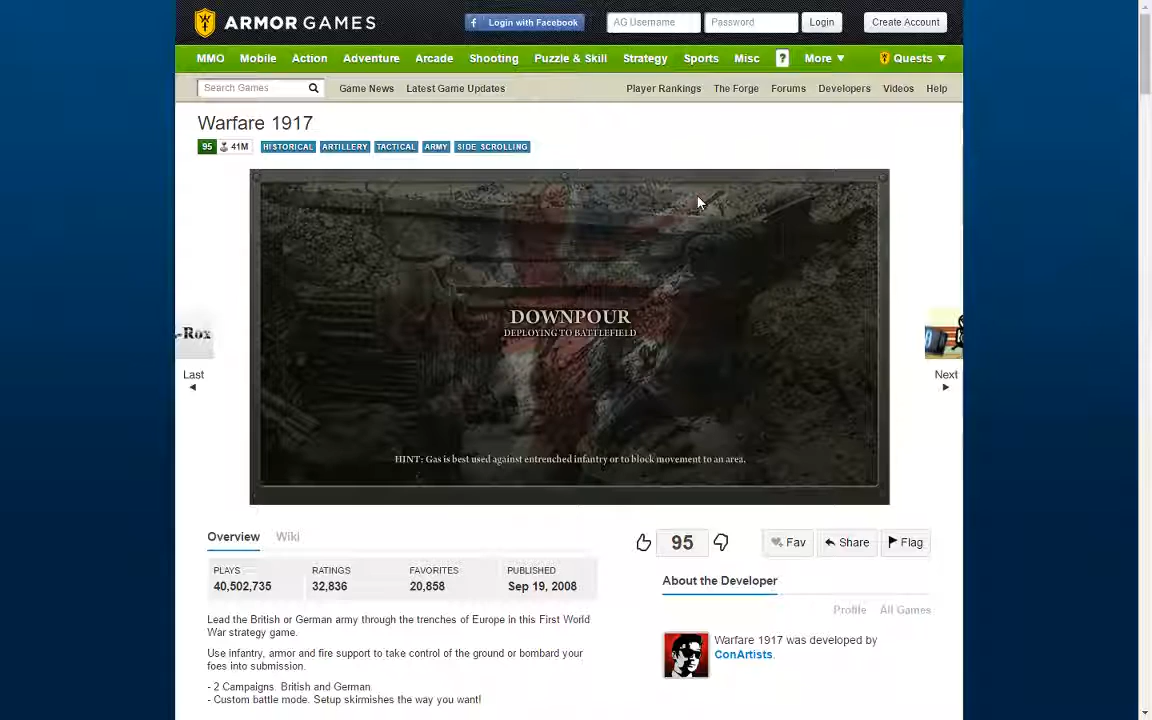 ARMOR GAMES
Login with Facebook
AG Username
Password
Login
Create Account
MMO Mobile Action Adventure Arcade Shooting Puzzle & Skill Strategy Sports Misc ? More Quests
Search Games
Game News
Latest Game Updates
Player Rankings The Forge Forums Developers Videos Help
Warfare 1917
95 41M HISTORICAL ARTILLERY TACTICAL ARMY SIDE SCROLLING
DOWNPOUR
DEPLOYING TO BATTLEFIELD
-Rox
Last
Next
HINT: Gas is best used against entrenched infantry or to block movement to an area.
Overview Wiki
95
Fav Share Flag
PLAYS RATINGS FAVORITES PUBLISHED
40,502,735 32,836 20,858 Sep 19, 2008
About the Developer
Profile All Games
Lead the British or German army through the trenches of Europe in this First World
War strategy game.
Use infantry, armor and fire support to take control of the ground or bombard your
foes into submission.
- 2 Campaigns. British and German.
- Custom battle mode. Setup skirmishes the way you want!
Warfare 1917 was developed by
ConArtists.